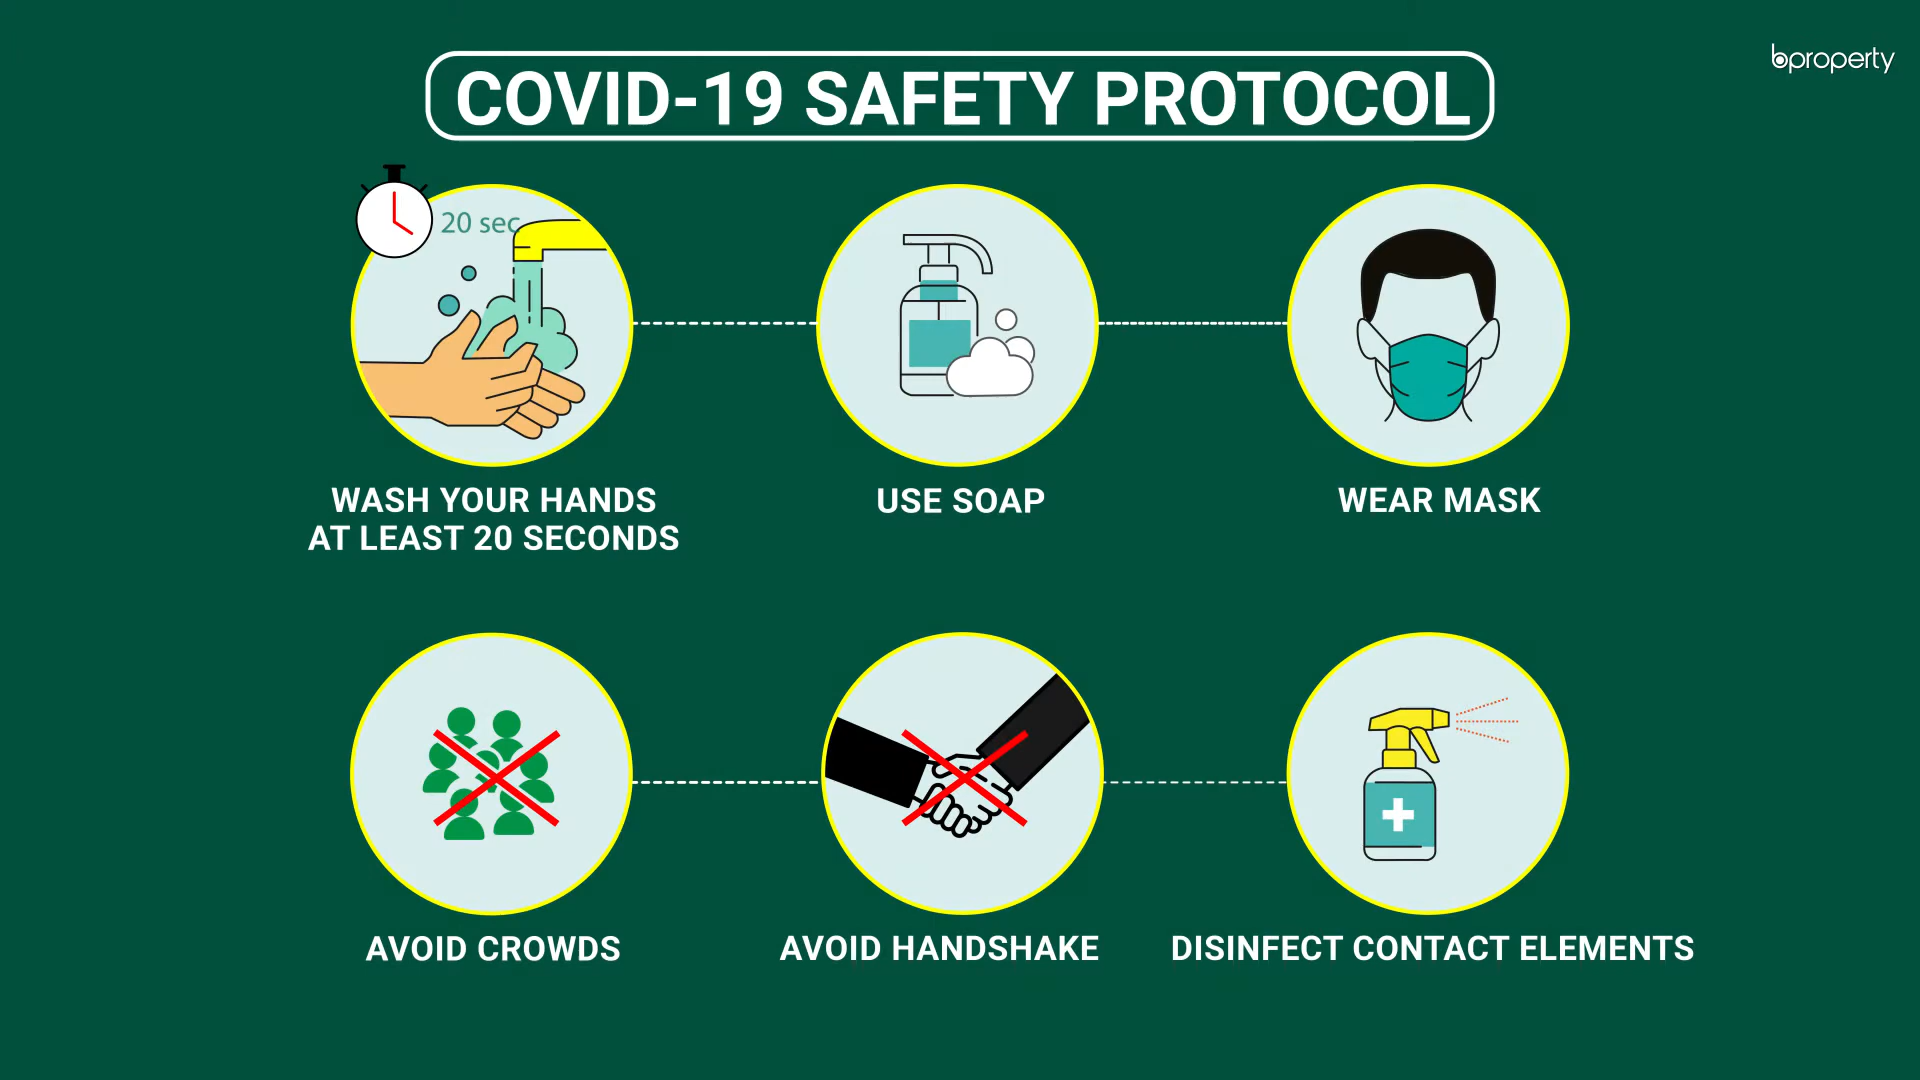 COVID-19 SAFETY PROTOCOL
bproperty
20 sec
WASH YOUR HANDS
AT LEAST 20 SECONDS
USE SOAP
WEAR MASK
AVOID CROWDS
AVOID HANDSHAKE
DISINFECT CONTACT ELEMENTS